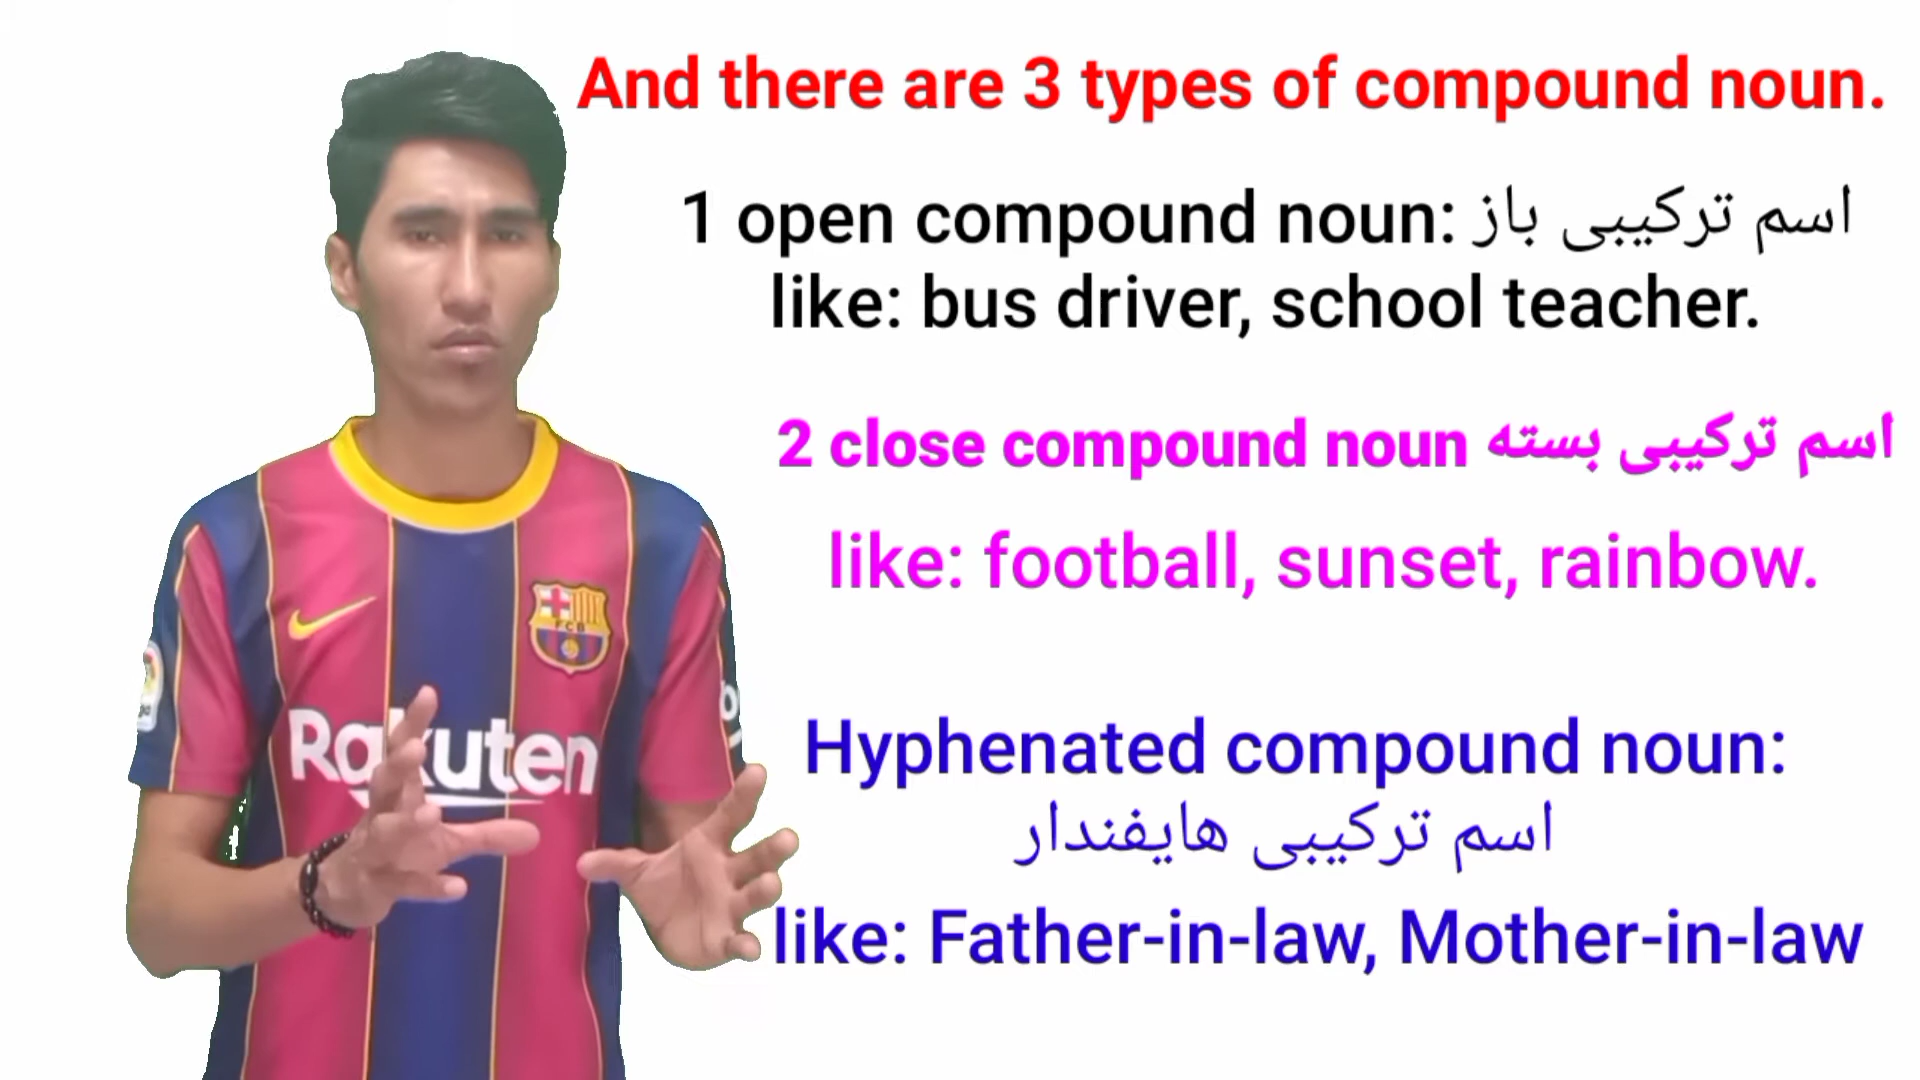 And there are 3 types of compound noun.
1 open compound noun: اسم ترکیبی باز
like: bus driver, school teacher.
2 close compound noun اسم ترکیبی بسته
like: football, sunset, rainbow.
Hyphenated compound noun:
اسم ترکیبی هایفندار
like: Father-in-law, Mother-in-law
FCB
Rakuten